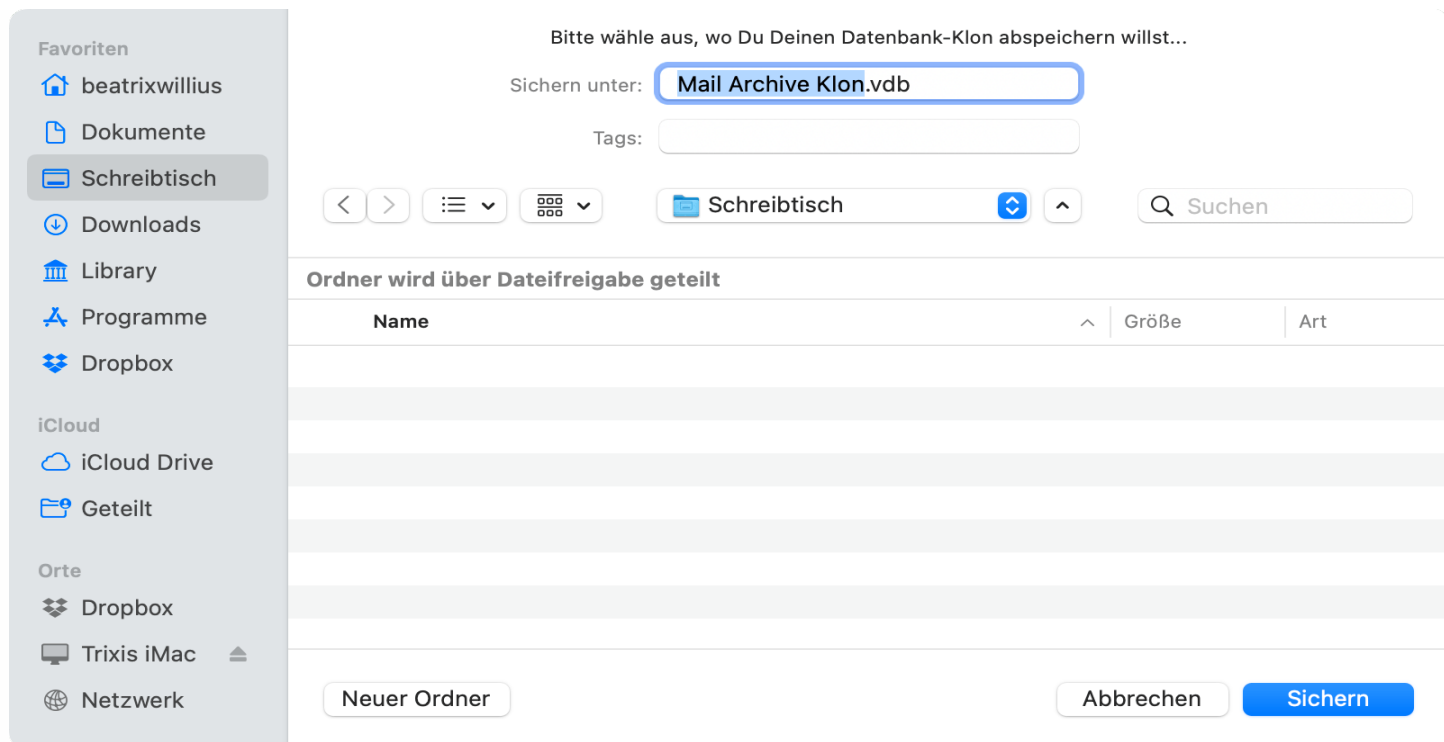 Favoriten
beatrixwillius
Dokumente
Schreibtisch
Downloads
Library
Programme
Dropbox
iCloud
iCloud Drive
Geteilt
Orte
Dropbox
Trixis iMac
Netzwerk
Bitte wähle aus, wo Du Deinen Datenbank-Klon abspeichern willst...
Sichern unter: Mail Archive Klon.vdb
Tags:
Schreibtisch Suchen
Ordner wird über Dateifreigabe geteilt
Name Größe Art
Neuer Ordner Abbrechen Sichern